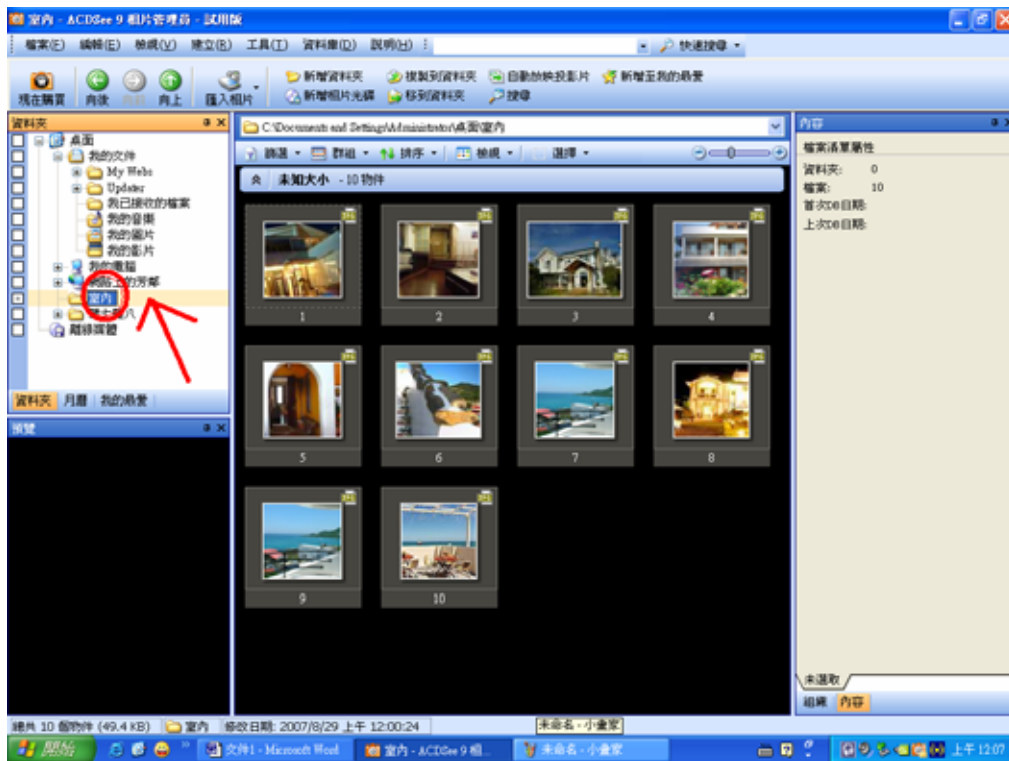 室內 - ACDSee 9 相片管理員 - 試用版
檔案(F) 編輯(E) 檢視(V) 建立(R) 工具(T) 資料庫(D) 說明(H) 快速搜尋
現在購買 向後 向上 匯入相片
新增資料夾 複製到資料夾 自動放映投影片 新增至我的最愛
新增相片光碟 移到資料夾 搜尋
資料夾
桌面
我的文件
My Webs
Updater
我已接收的檔案
我的音樂
我的圖片
我的影片
我的電腦
網路上的芳鄰
室內
離線媒體
資料夾 月曆 我的最愛
預覽
C:\Documents and Settings\Administrator\桌面\室內
篩選 群組 排序 檢視 選擇
未知大小 - 10 物件
1 2 3 4
5 6 7 8
9 10
內容
檔案清單屬性
資料夾: 0
檔案: 10
首次DB日期:
上次DB日期:
未選取
組織 內容
總共 10 個物件 (49.4 KB) 室內 修改日期: 2007/8/29 上午 12:00:24
未命名 - 小畫家
開始 文件1 - Microsoft Word 室內 - ACDSee 9 相... 未命名 - 小畫家 上午 12:07